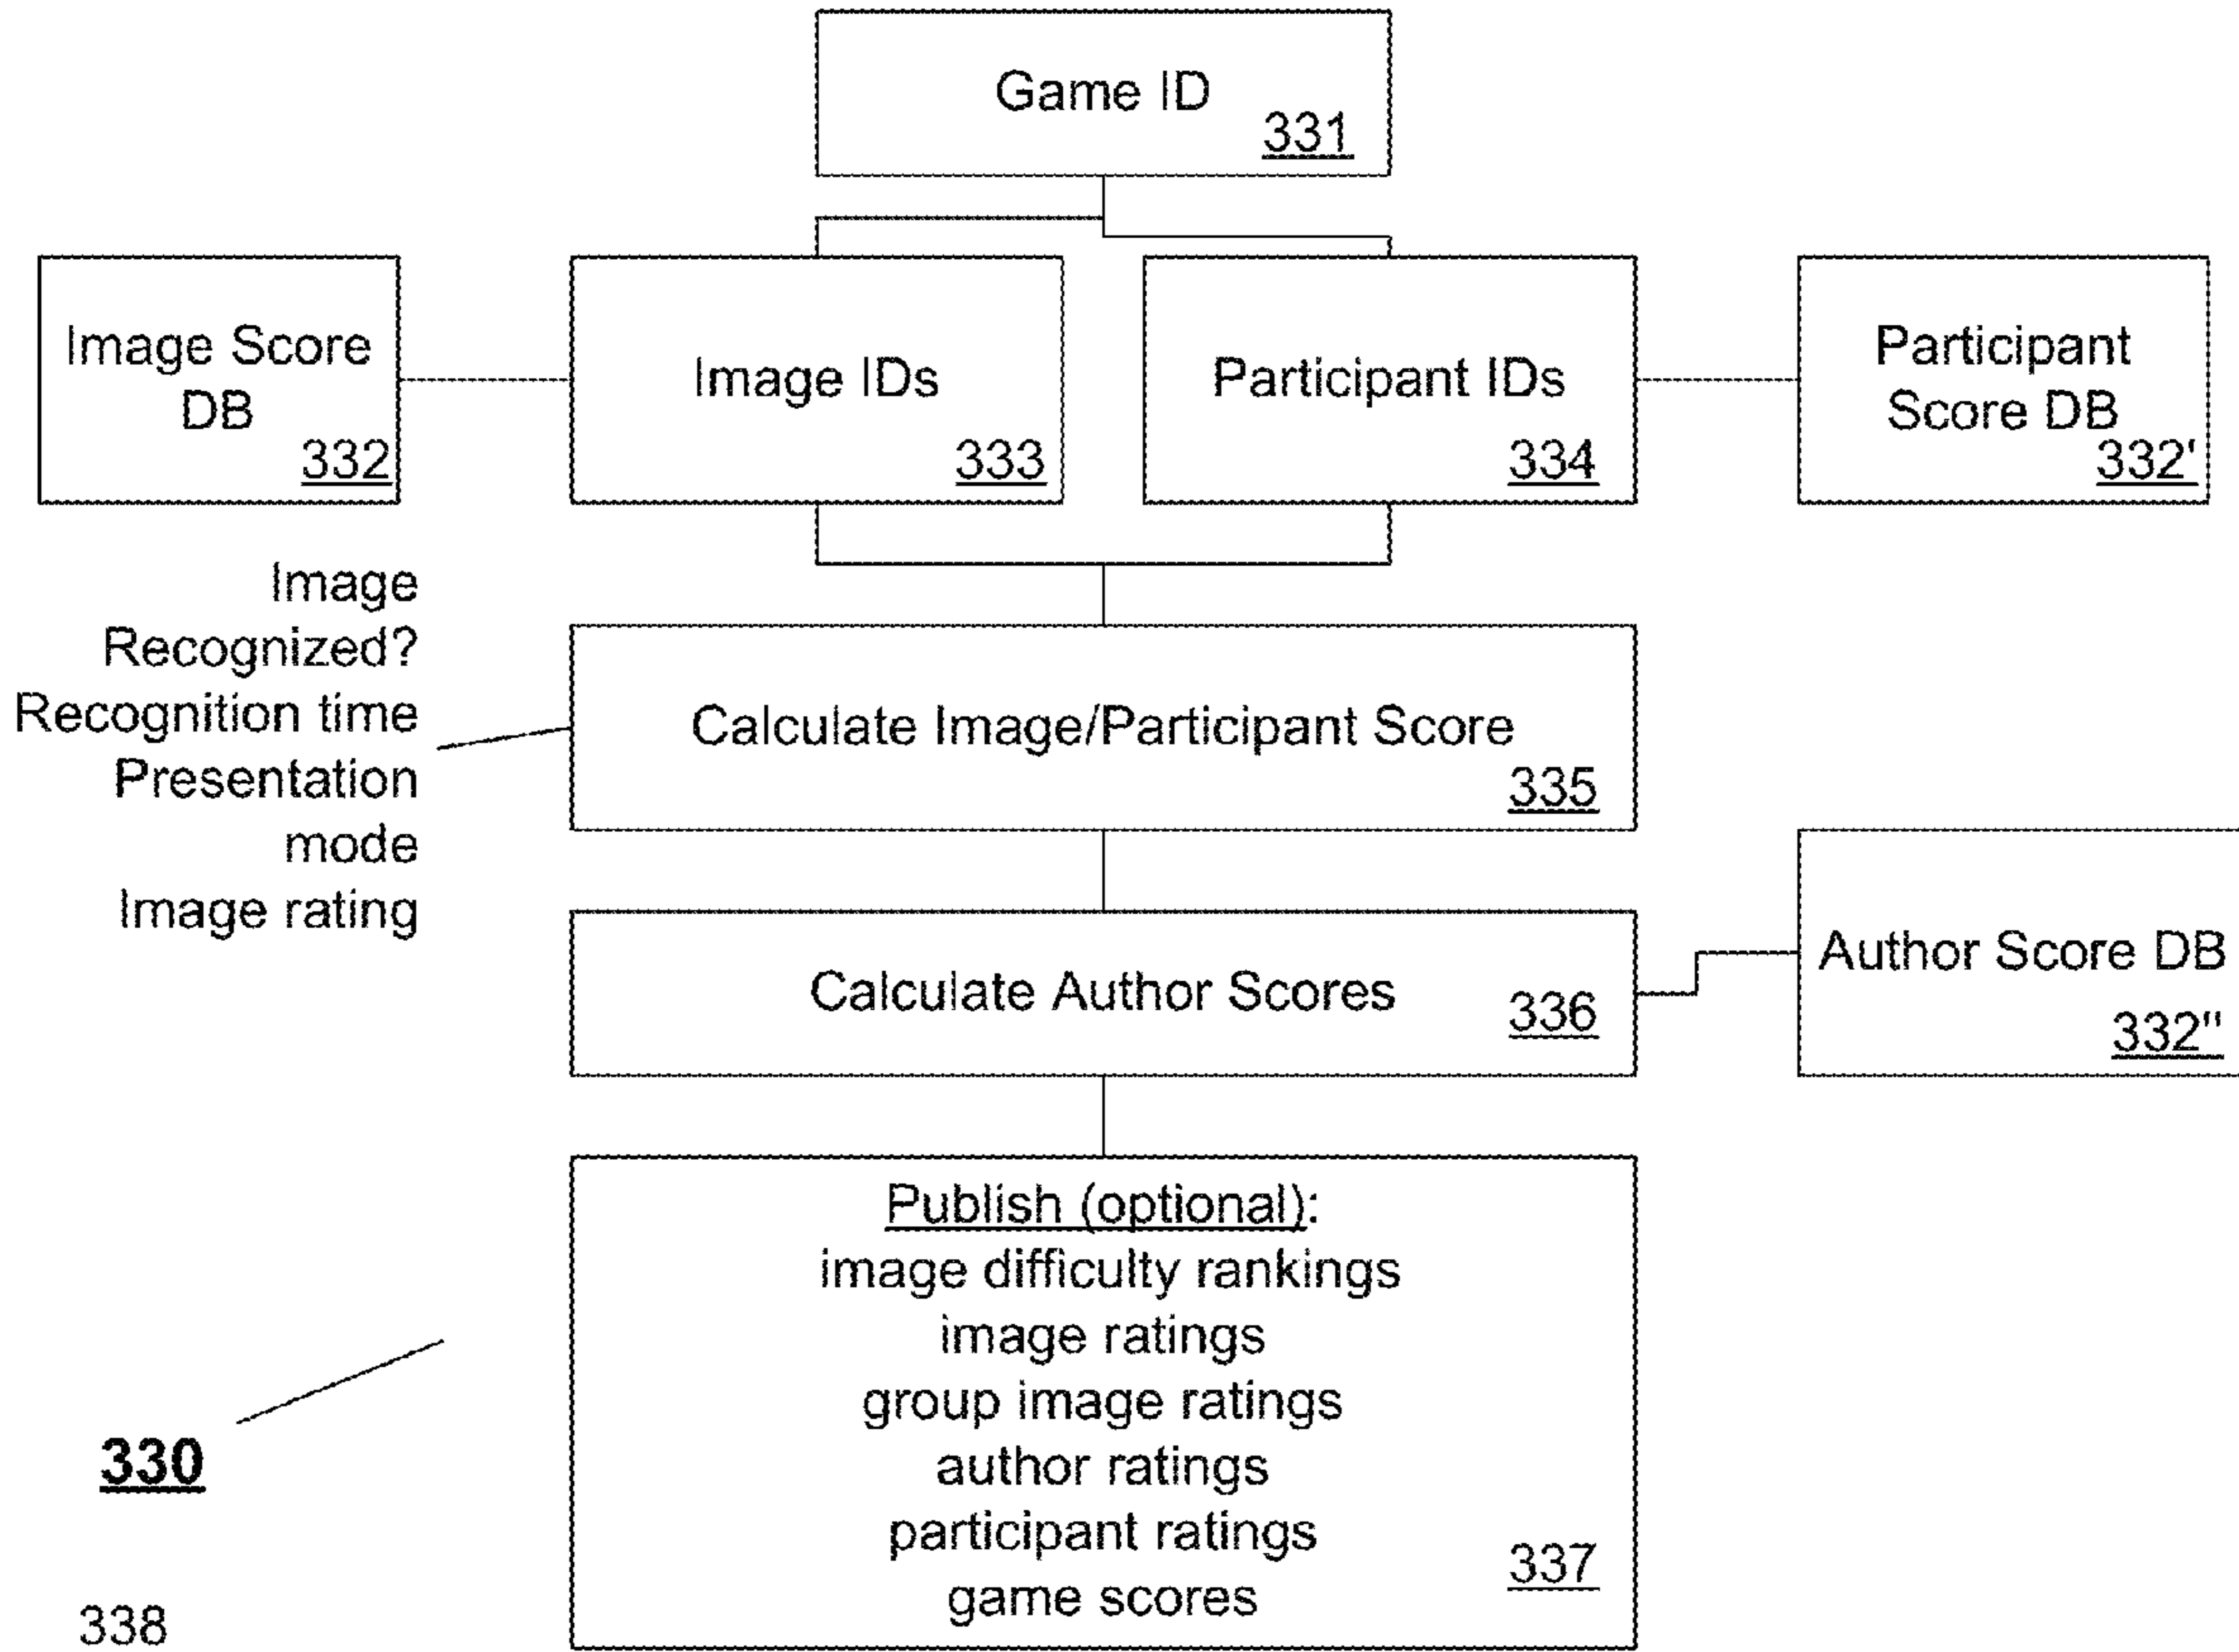 Game ID
331
Image Score
DB
332
Image IDs
333
Participant IDs
334
Participant
Score DB
332'
Image
Recognized?
Recognition time
Presentation
mode
Image rating
Calculate Image/Participant Score
335
Calculate Author Scores
336
Author Score DB
332"
Publish (optional):
image difficulty rankings
image ratings
group image ratings
author ratings
participant ratings
game scores
337
330
338